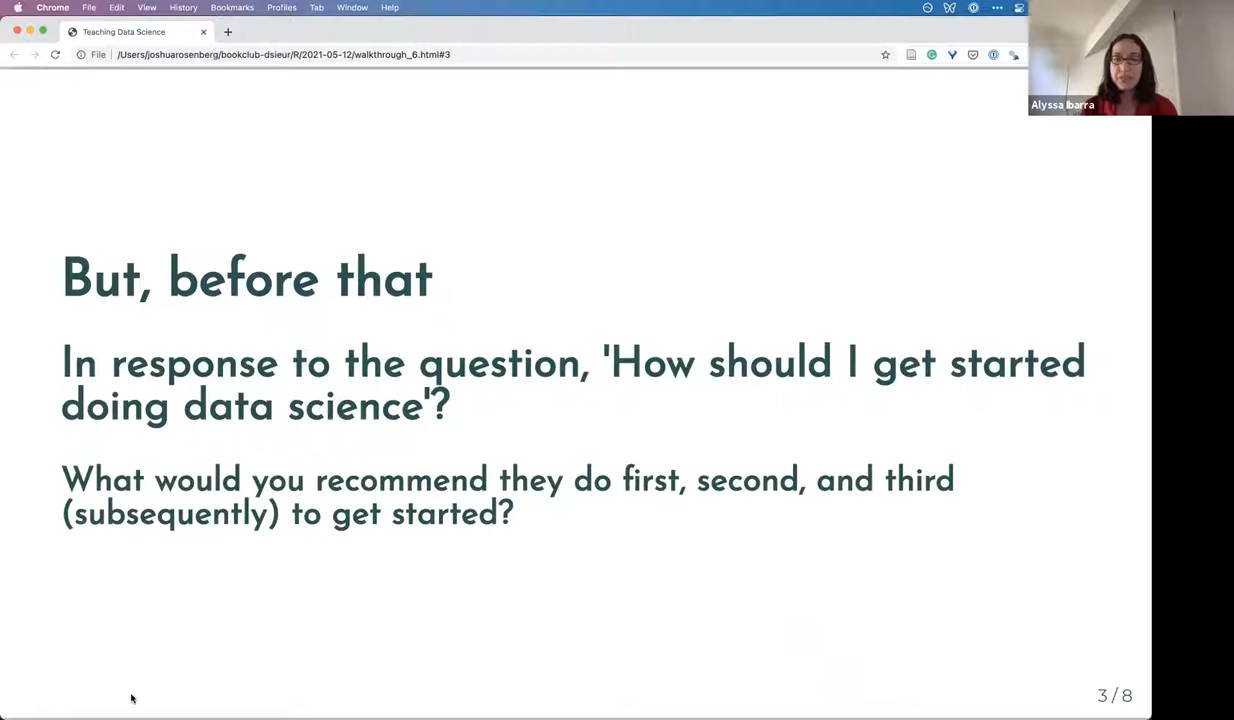 Chrome File Edit View History Bookmarks Profiles Tab Window Help
Teaching Data Science
File /Users/joshuarosenberg/bookclub-dsieur/R/2021-05-12/walkthrough_6.html#3
Alyssa Ibarra
But, before that
In response to the question, 'How should I get started
doing data science'?
What would you recommend they do first, second, and third
(subsequently) to get started?
3 / 8